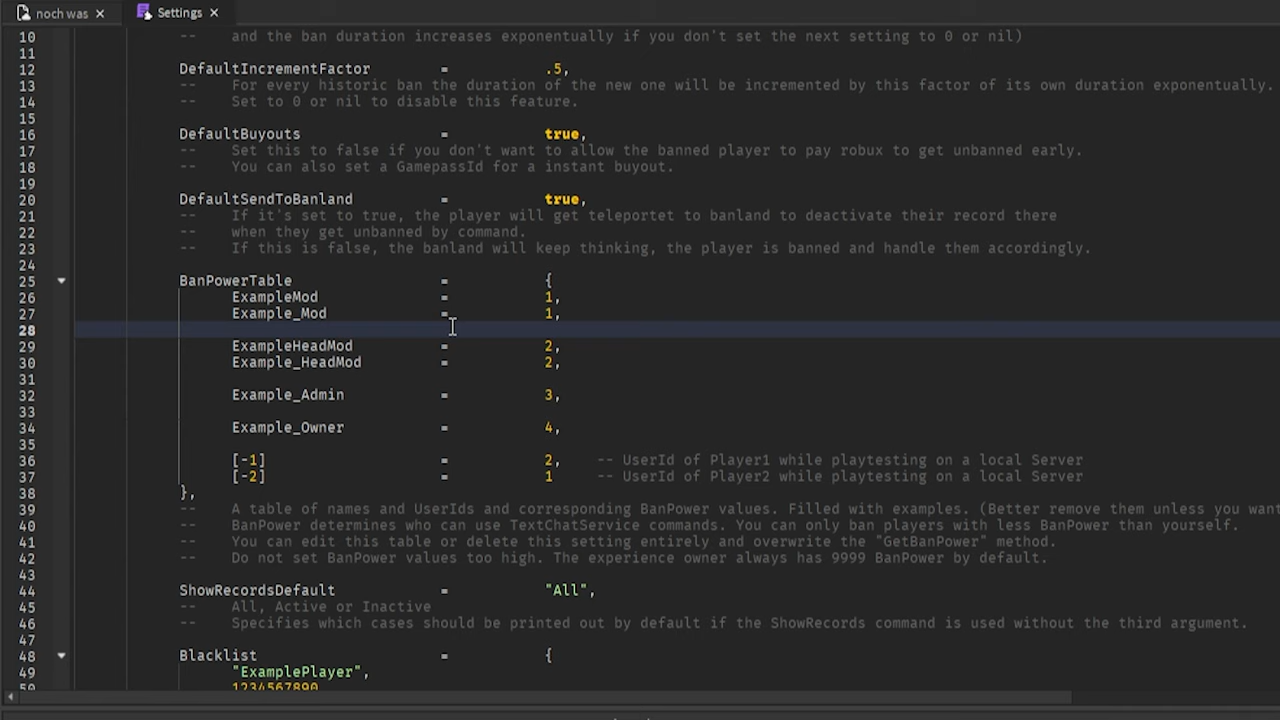 noch was
Settings
10 -- and the ban duration increases exponentially if you don't set the next setting to 0 or nil)
11
12 DefaultIncrementFactor = .5,
13 -- For every historic ban the duration of the new one will be incremented by this factor of its own duration exponentially.
14 -- Set to 0 or nil to disable this feature.
15
16 DefaultBuyouts = true,
17 -- Set this to false if you don't want to allow the banned player to pay robux to get unbanned early.
18 -- You can also set a GamepassId for a instant buyout.
19
20 DefaultSendToBanland = true,
21 -- If it's set to true, the player will get teleportet to banland to deactivate their record there
22 -- when they get unbanned by command.
23 -- If this is false, the banland will keep thinking, the player is banned and handle them accordingly.
24
25 BanPowerTable = {
26 ExampleMod = 1,
27 Example_Mod = 1,
28
29 ExampleHeadMod = 2,
30 Example_HeadMod = 2,
31
32 Example_Admin = 3,
33
34 Example_Owner = 4,
35
36 [-1] = 2, -- UserId of Player1 while playtesting on a local Server
37 [-2] = 1 -- UserId of Player2 while playtesting on a local Server
38 },
39 -- A table of names and UserIds and corresponding BanPower values. Filled with examples. (Better remove them unless you want
40 -- BanPower determines who can use TextChatService commands. You can only ban players with less BanPower than yourself.
41 -- You can edit this table or delete this setting entirely and overwrite the "GetBanPower" method.
42 -- Do not set BanPower values too high. The experience owner always has 9999 BanPower by default.
43
44 ShowRecordsDefault = "All",
45 -- All, Active or Inactive
46 -- Specifies which cases should be printed out by default if the ShowRecords command is used without the third argument.
47
48 Blacklist = {
49 "ExamplePlayer",
50 1234567890